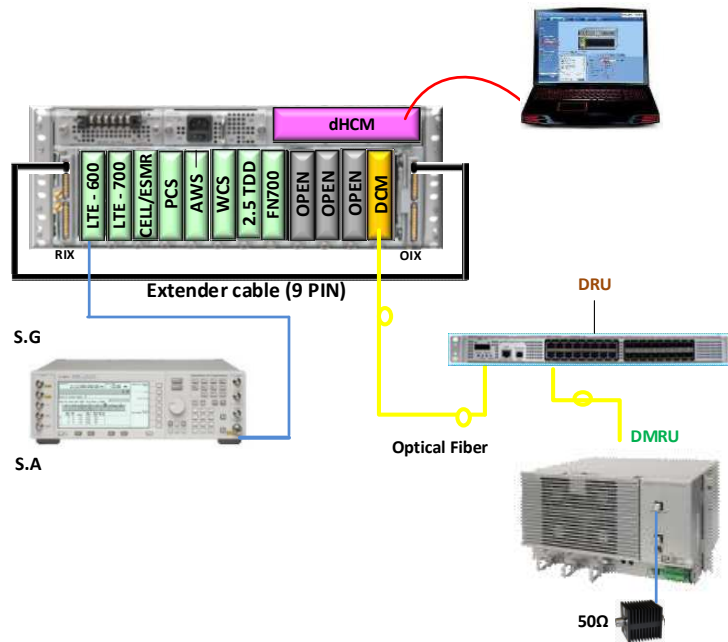 dHCM
LTE - 600
LTE - 700
CELL/ESMR
PCS
AWS
WCS
2.5 TDD
FN700
OPEN
OPEN
OPEN
DCM
RIX
OIX
Extender cable (9 PIN)
DRU
S.G
S.A
Optical Fiber
DMRU
50Ω